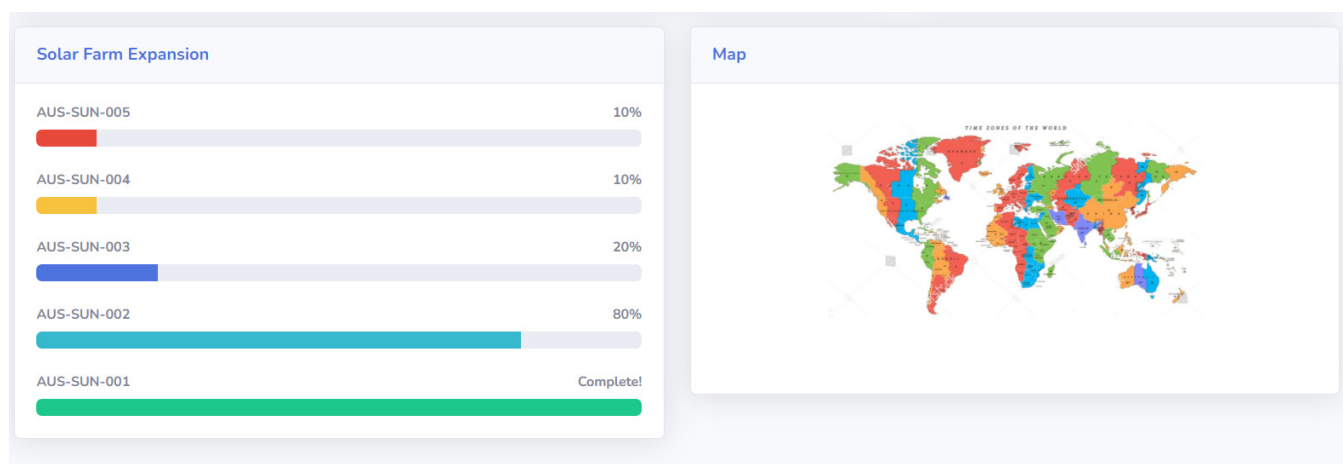 Solar Farm Expansion
AUS-SUN-005 10%
AUS-SUN-004 10%
AUS-SUN-003 20%
AUS-SUN-002 80%
AUS-SUN-001 Complete!
Map
TIME ZONES OF THE WORLD